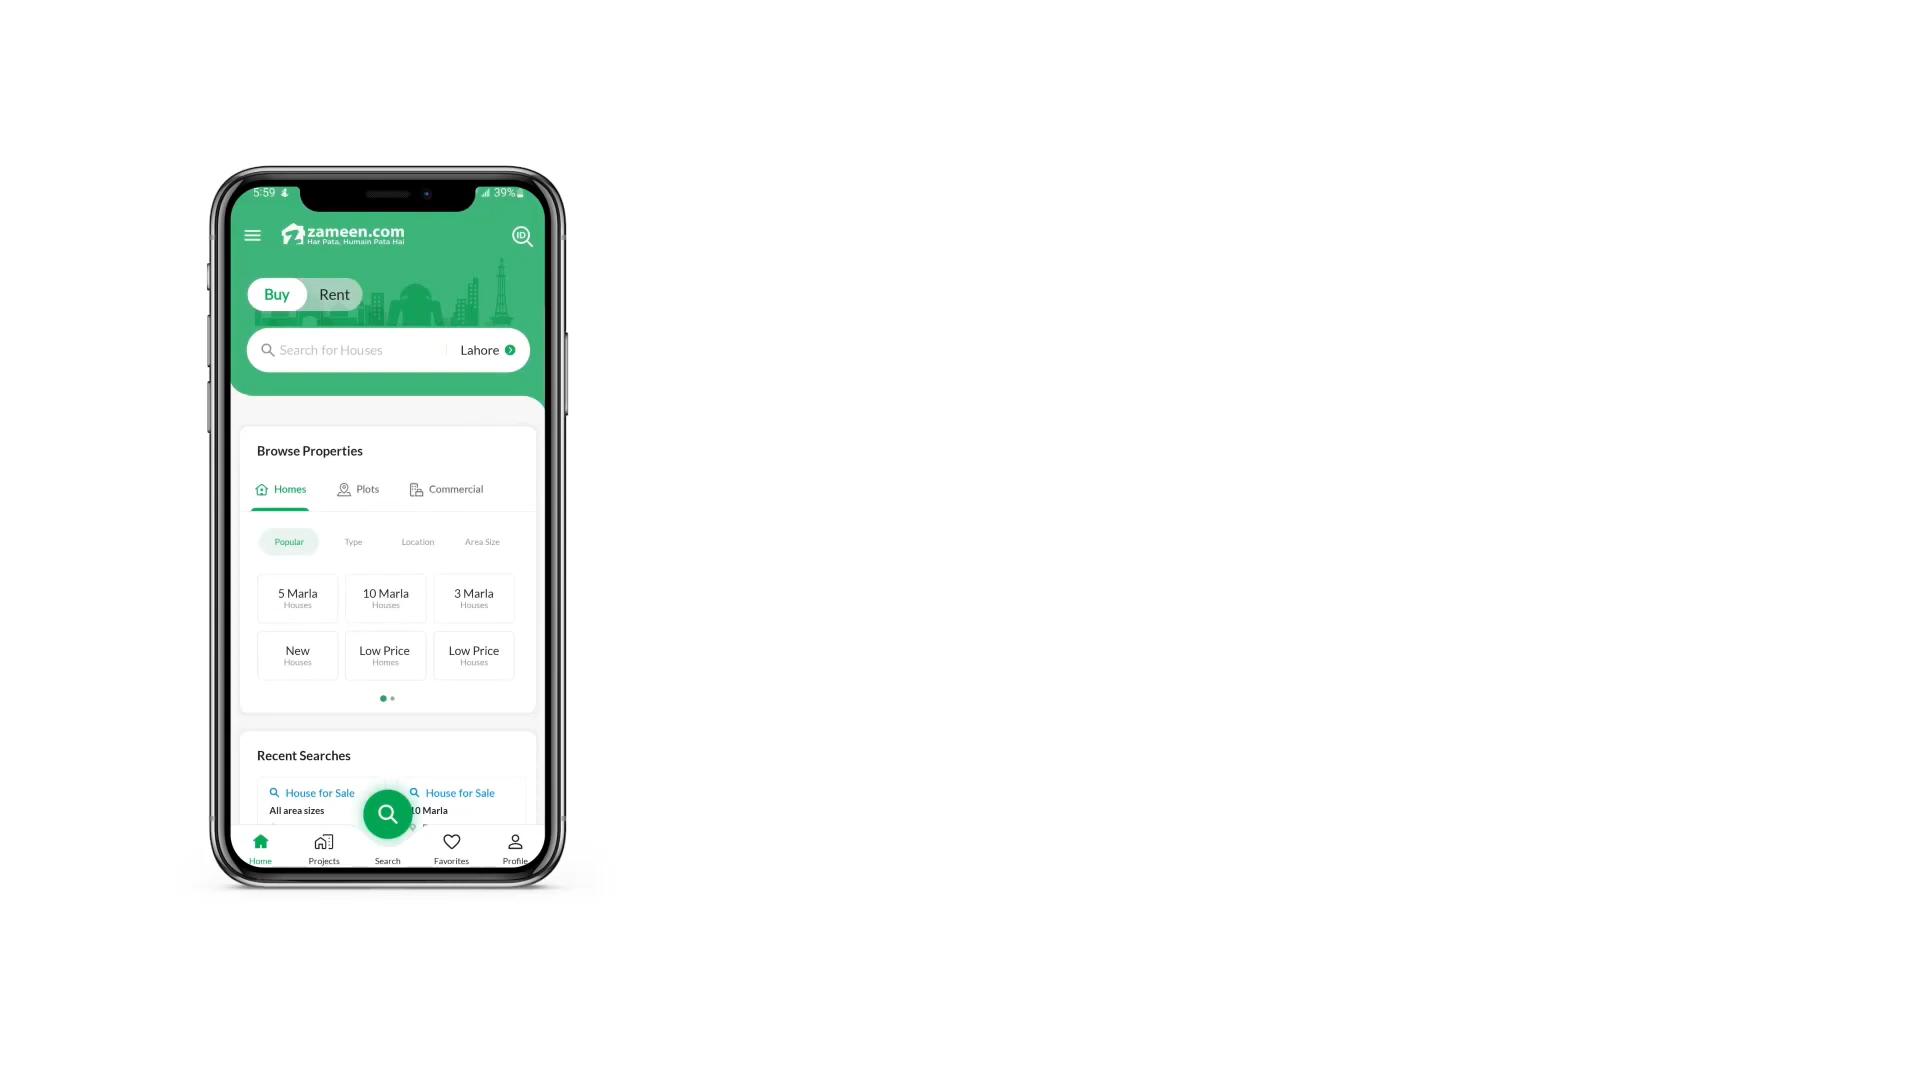 5:59
39%
zameen.com
Har Pata, Humain Pata Hai
ID
Buy Rent
Search for Houses Lahore
Browse Properties
Homes Plots Commercial
Popular Type Location Area Size
5 Marla 10 Marla 3 Marla
Houses Houses Houses
New Low Price Low Price
Houses Homes Houses
Recent Searches
House for Sale House for Sale
All area sizes 10 Marla
Home Projects Search Favorites Profile